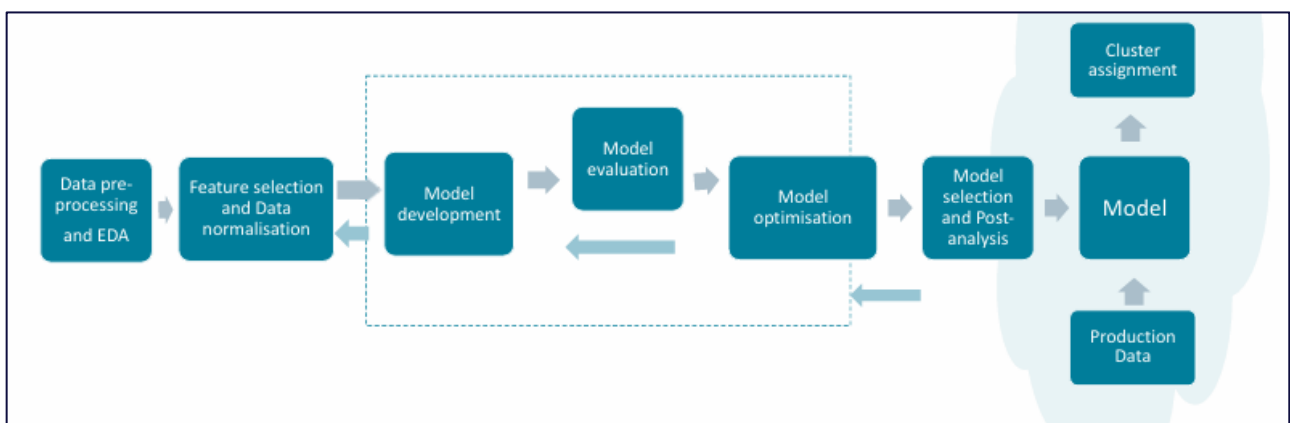 Data pre-
processing
and EDA
Feature selection
and Data
normalisation
Model
development
Model
evaluation
Model
optimisation
Model
selection
and Post-
analysis
Cluster
assignment
Model
Production
Data